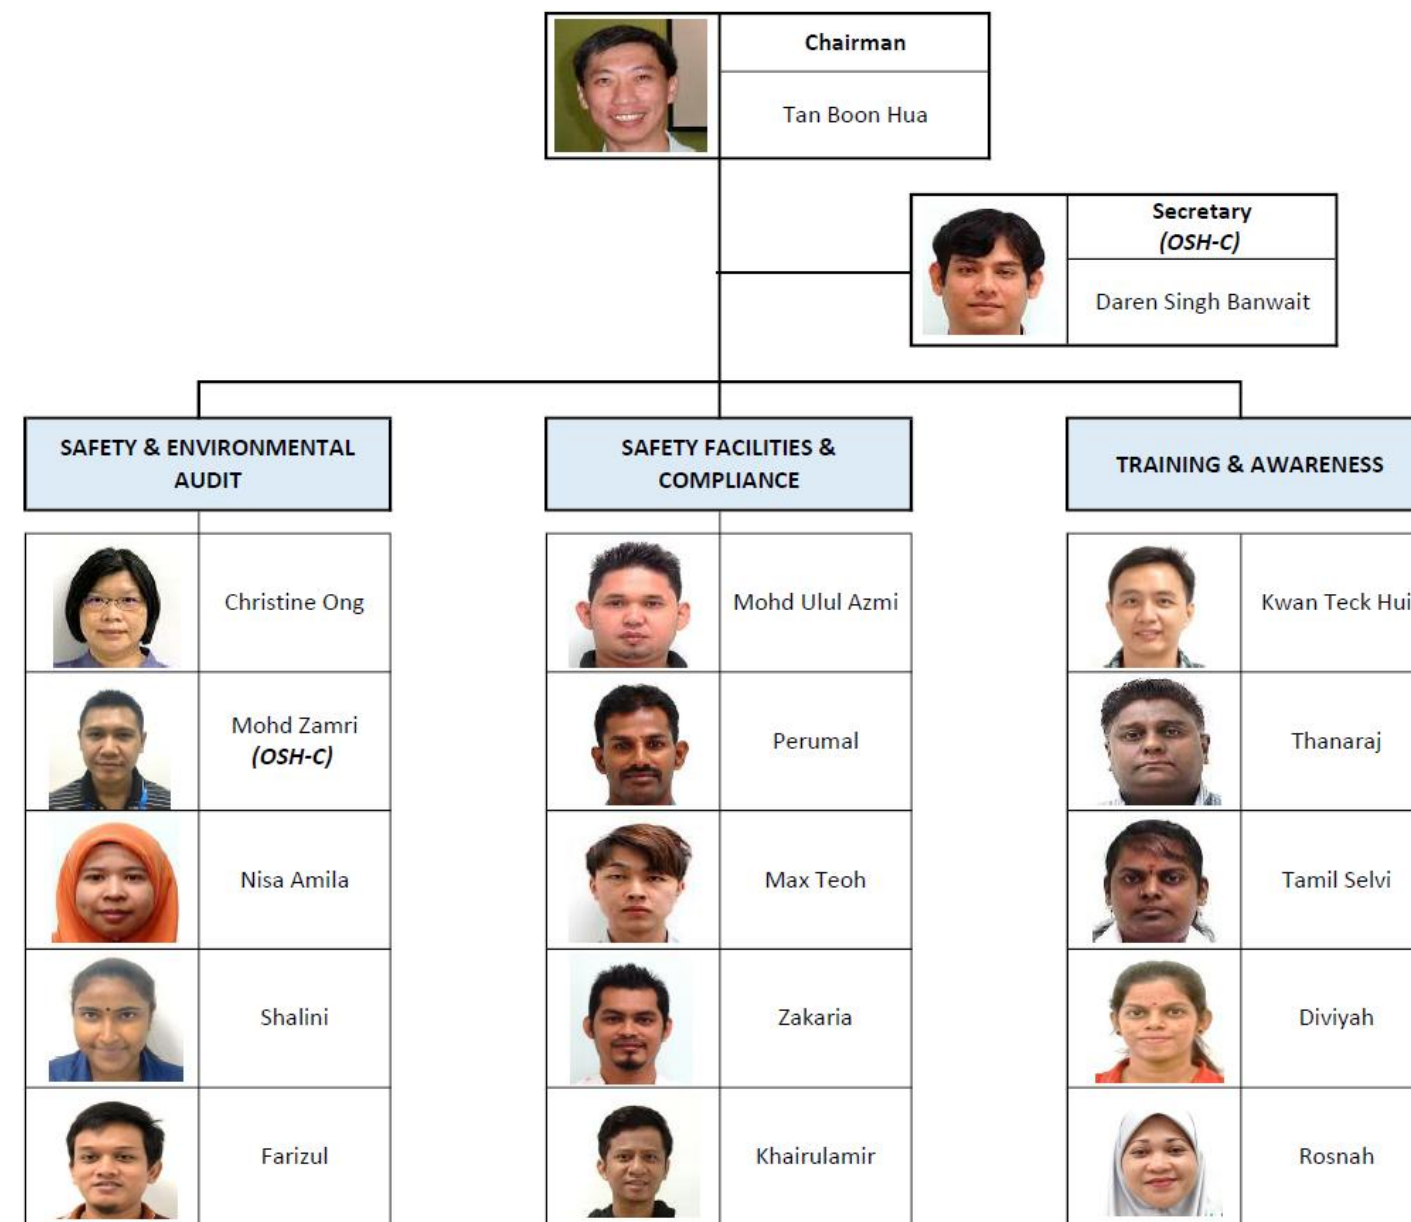 Chairman
Tan Boon Hua
Secretary
(OSH-C)
Daren Singh Banwait
SAFETY & ENVIRONMENTAL
AUDIT
SAFETY FACILITIES &
COMPLIANCE
TRAINING & AWARENESS
Christine Ong
Mohd Ulul Azmi
Kwan Teck Hui
Mohd Zamri
(OSH-C)
Perumal
Thanaraj
Nisa Amila
Max Teoh
Tamil Selvi
Shalini
Zakaria
Diviyah
Farizul
Khairulamir
Rosnah